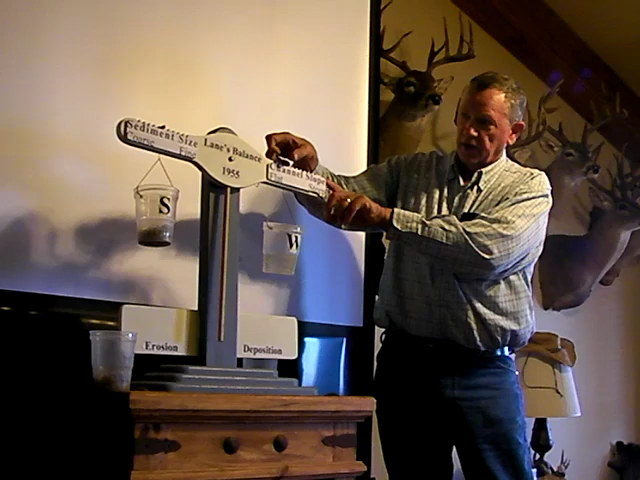 Sediment Size
Coarse Fine
Lane's Balance
1955
Channel Slope
Flat
S
W
Erosion
Deposition